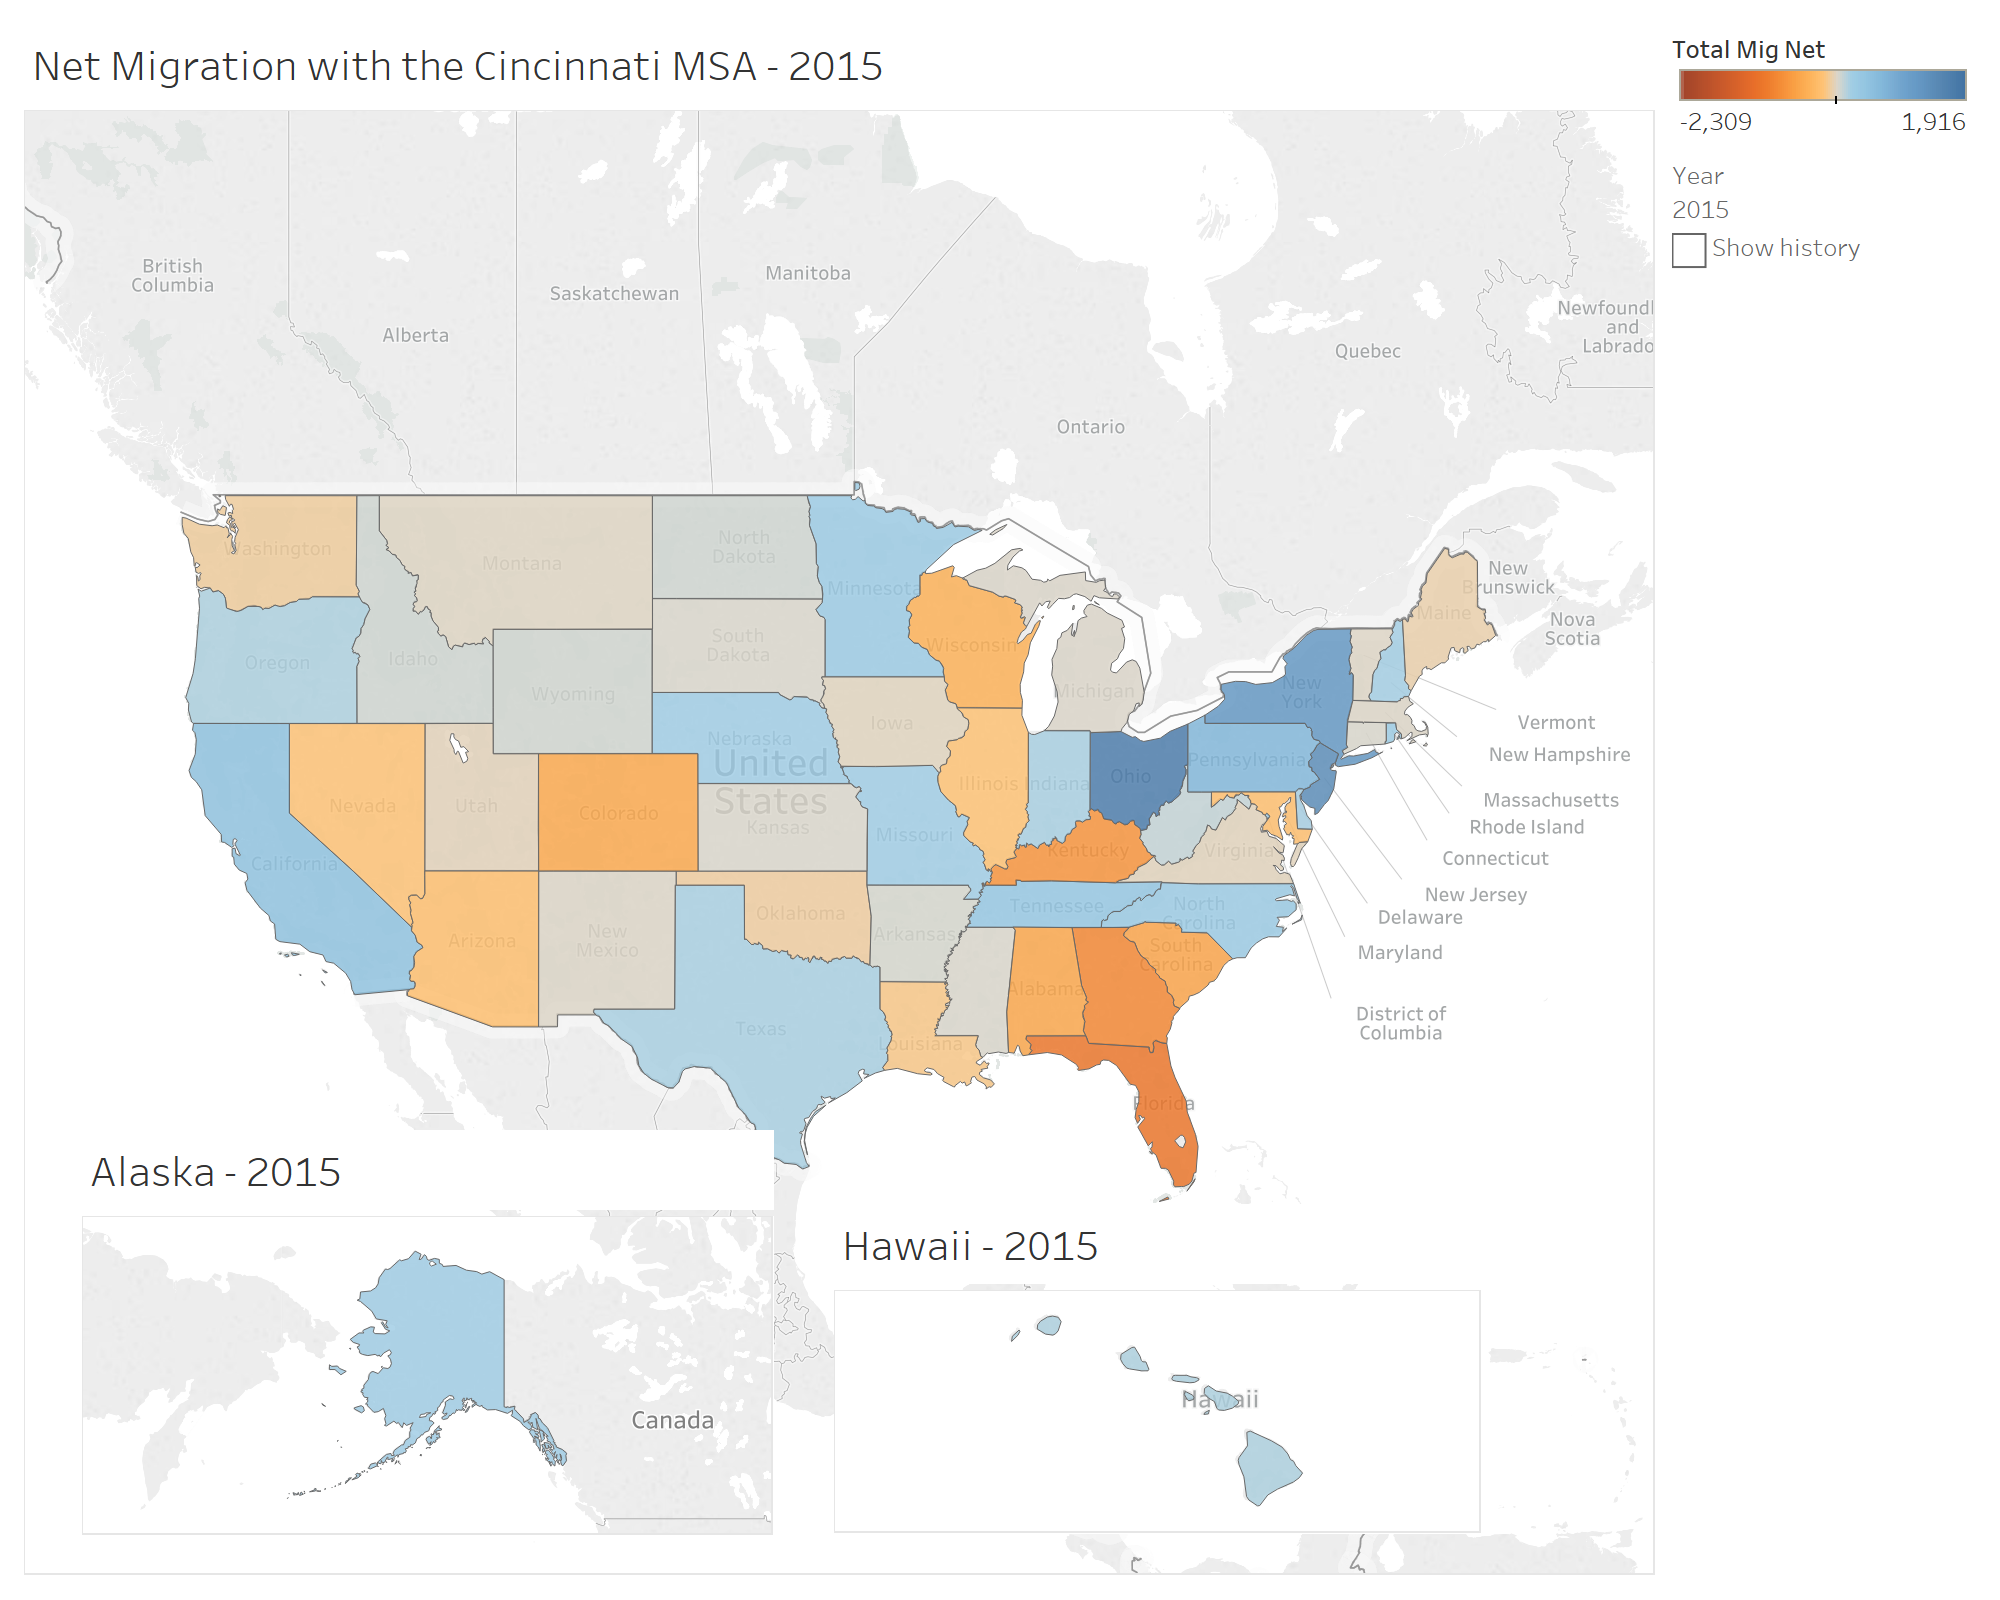 Net Migration with the Cincinnati MSA - 2015
Total Mig Net
-2,309
1,916
Year
2015
Show history
British
Columbia
Alberta
Saskatchewan
Manitoba
Ontario
Quebec
Newfoundl
and
Labrado
New
Brunswick
Nova
Scotia
Washington
Montana
North
Dakota
Minnesota
Maine
Oregon
Idaho
South
Dakota
Wisconsin
Wyoming
Michigan
New
York
Iowa
Nebraska
United
States
Pennsylvania
Nevada
Utah
Colorado
Kansas
Illinois
Indiana
Ohio
Missouri
California
Kentucky
Virginia
Arizona
New
Mexico
Oklahoma
Arkansas
Tennessee
North
Carolina
South
Carolina
Alabama
Texas
Louisiana
Florida
Vermont
New Hampshire
Massachusetts
Rhode Island
Connecticut
New Jersey
Delaware
Maryland
District of
Columbia
Alaska - 2015
Canada
Hawaii - 2015
Hawaii